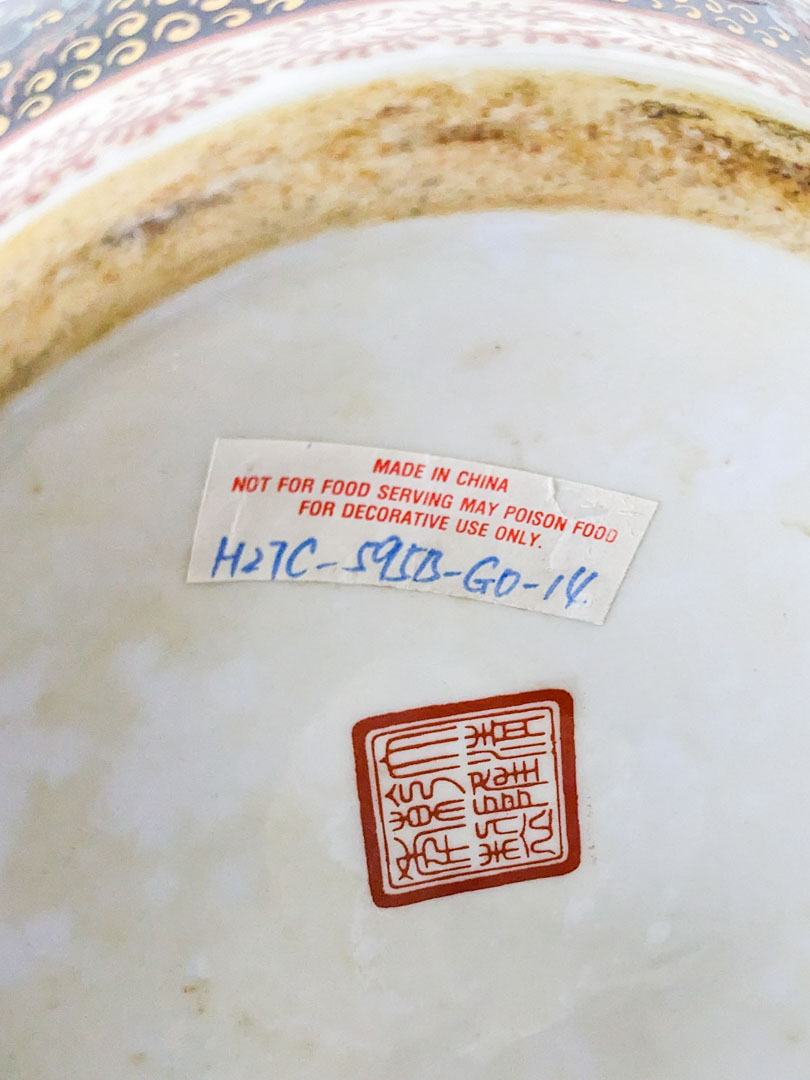 MADE IN CHINA
NOT FOR FOOD SERVING MAY POISON FOOD
FOR DECORATIVE USE ONLY.
H27C-595B-GO-14